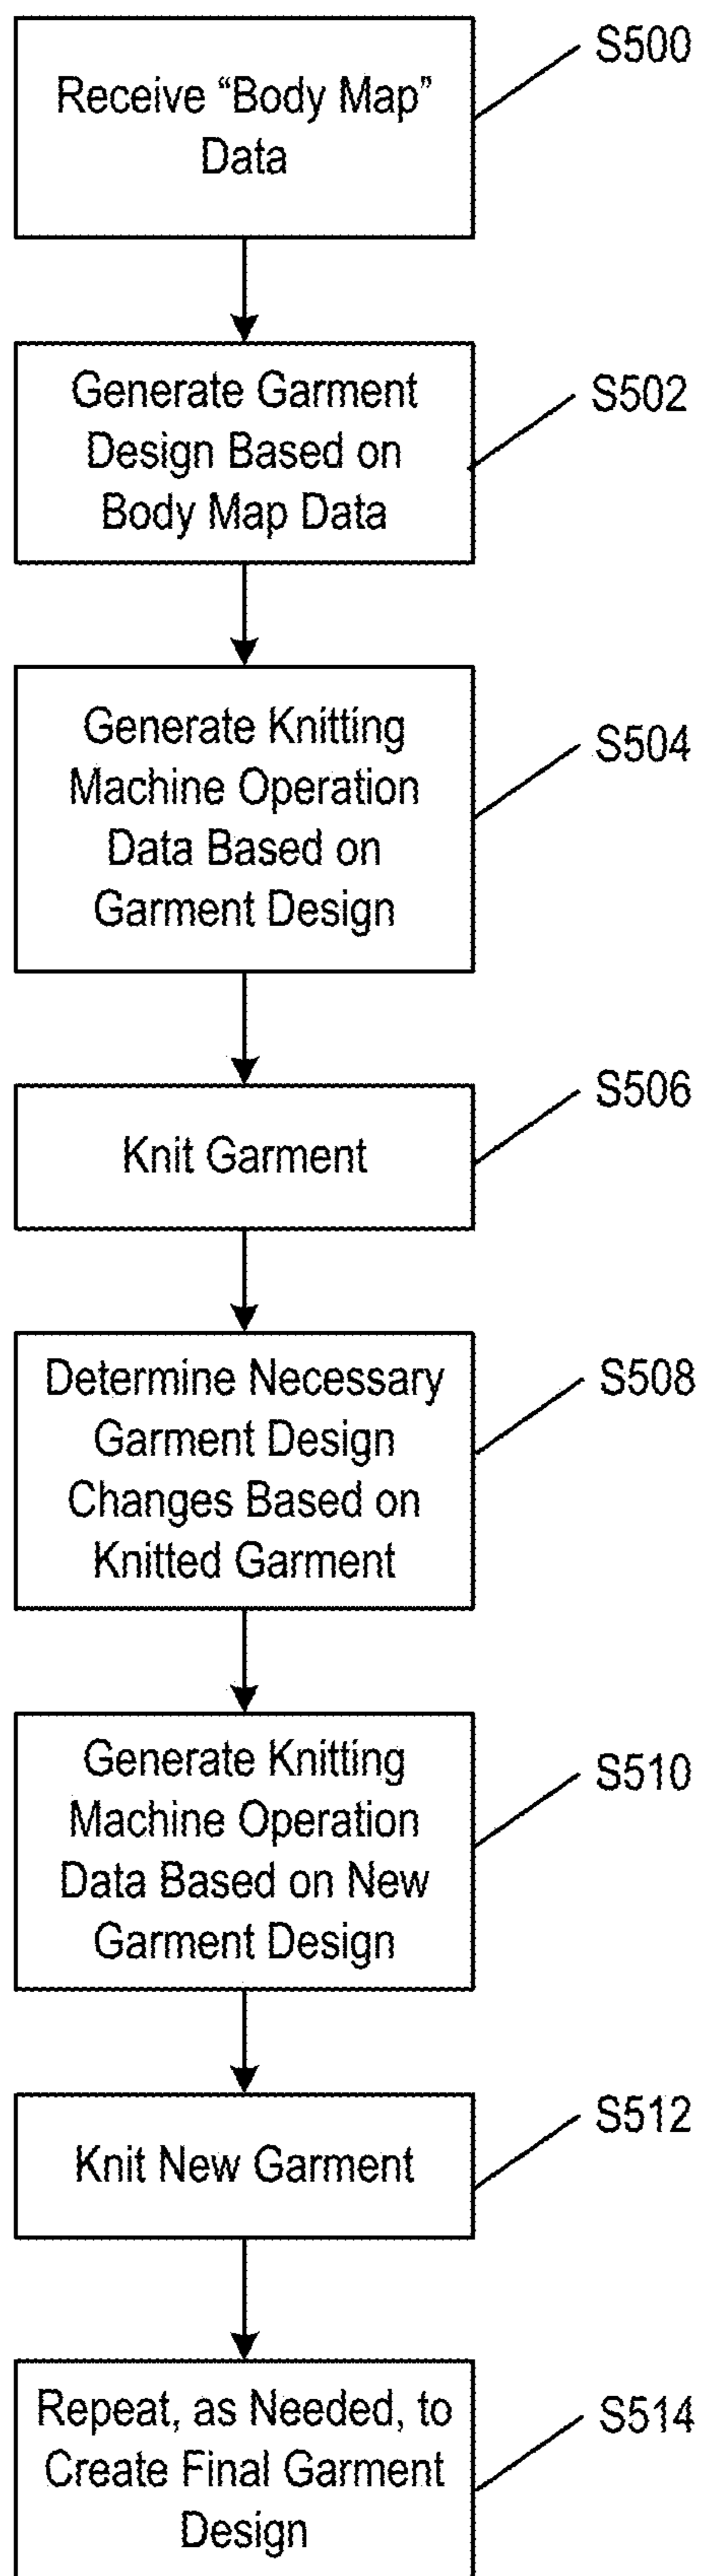 Receive “Body Map”
Data
S500
Generate Garment
Design Based on
Body Map Data
S502
Generate Knitting
Machine Operation
Data Based on
Garment Design
S504
Knit Garment
S506
Determine Necessary
Garment Design
Changes Based on
Knitted Garment
S508
Generate Knitting
Machine Operation
Data Based on New
Garment Design
S510
Knit New Garment
S512
Repeat, as Needed, to
Create Final Garment
Design
S514